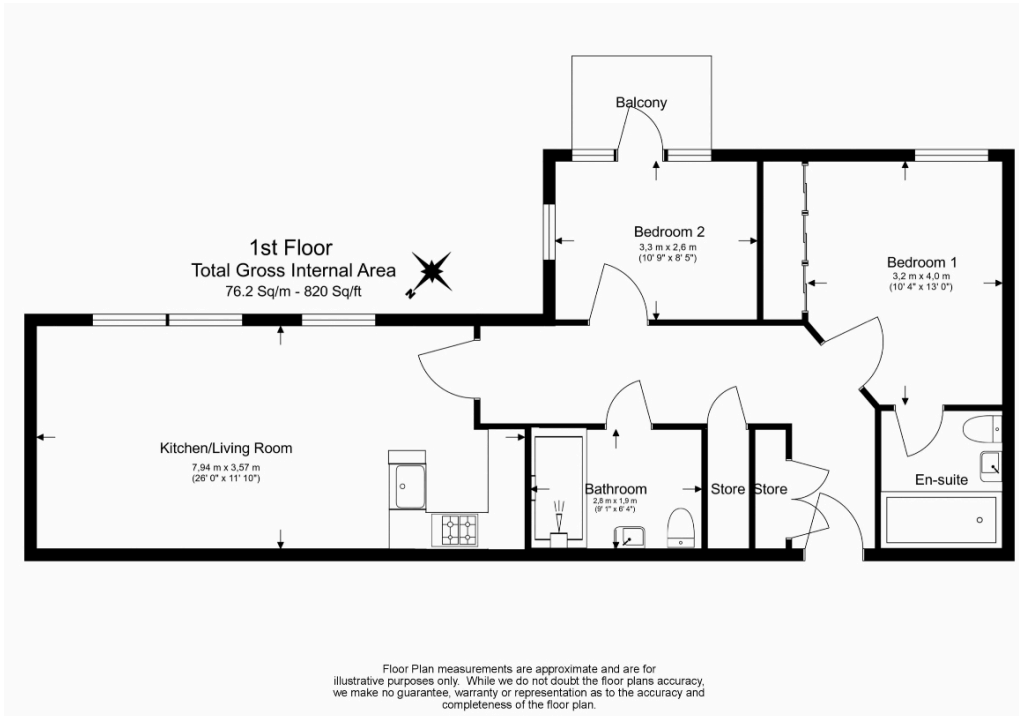 Balcony
Bedroom 2
3,3 m x 2,6 m
(10' 9" x 8' 5")
1st Floor
Total Gross Internal Area
76.2 Sq/m - 820 Sq/ft
N
Bedroom 1
3,2 m x 4,0 m
(10' 4" x 13' 0")
Kitchen/Living Room
7,94 m x 3,57 m
(26' 0" x 11' 10")
Bathroom
2,8 m x 1,9 m
(9' 1" x 6' 4")
Store
Store
En-suite
Floor Plan measurements are approximate and are for
illustrative purposes only. While we do not doubt the floor plans accuracy,
we make no guarantee, warranty or representation as to the accuracy and
completeness of the floor plan.